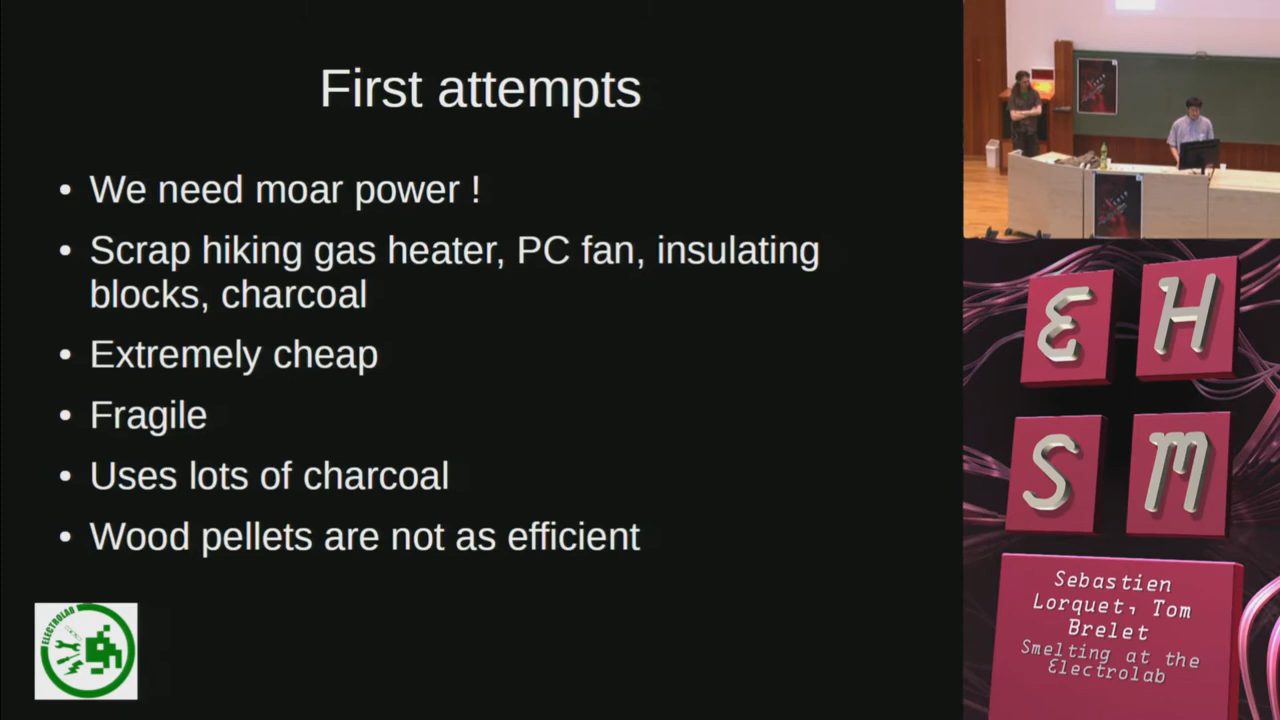 First attempts
• We need moar power !
• Scrap hiking gas heater, PC fan, insulating
blocks, charcoal
• Extremely cheap
• Fragile
• Uses lots of charcoal
• Wood pellets are not as efficient
ELECTROLAB
E H
S M
Sebastien
Lorquet, Tom
Brelet
Smelting at the
Electrolab